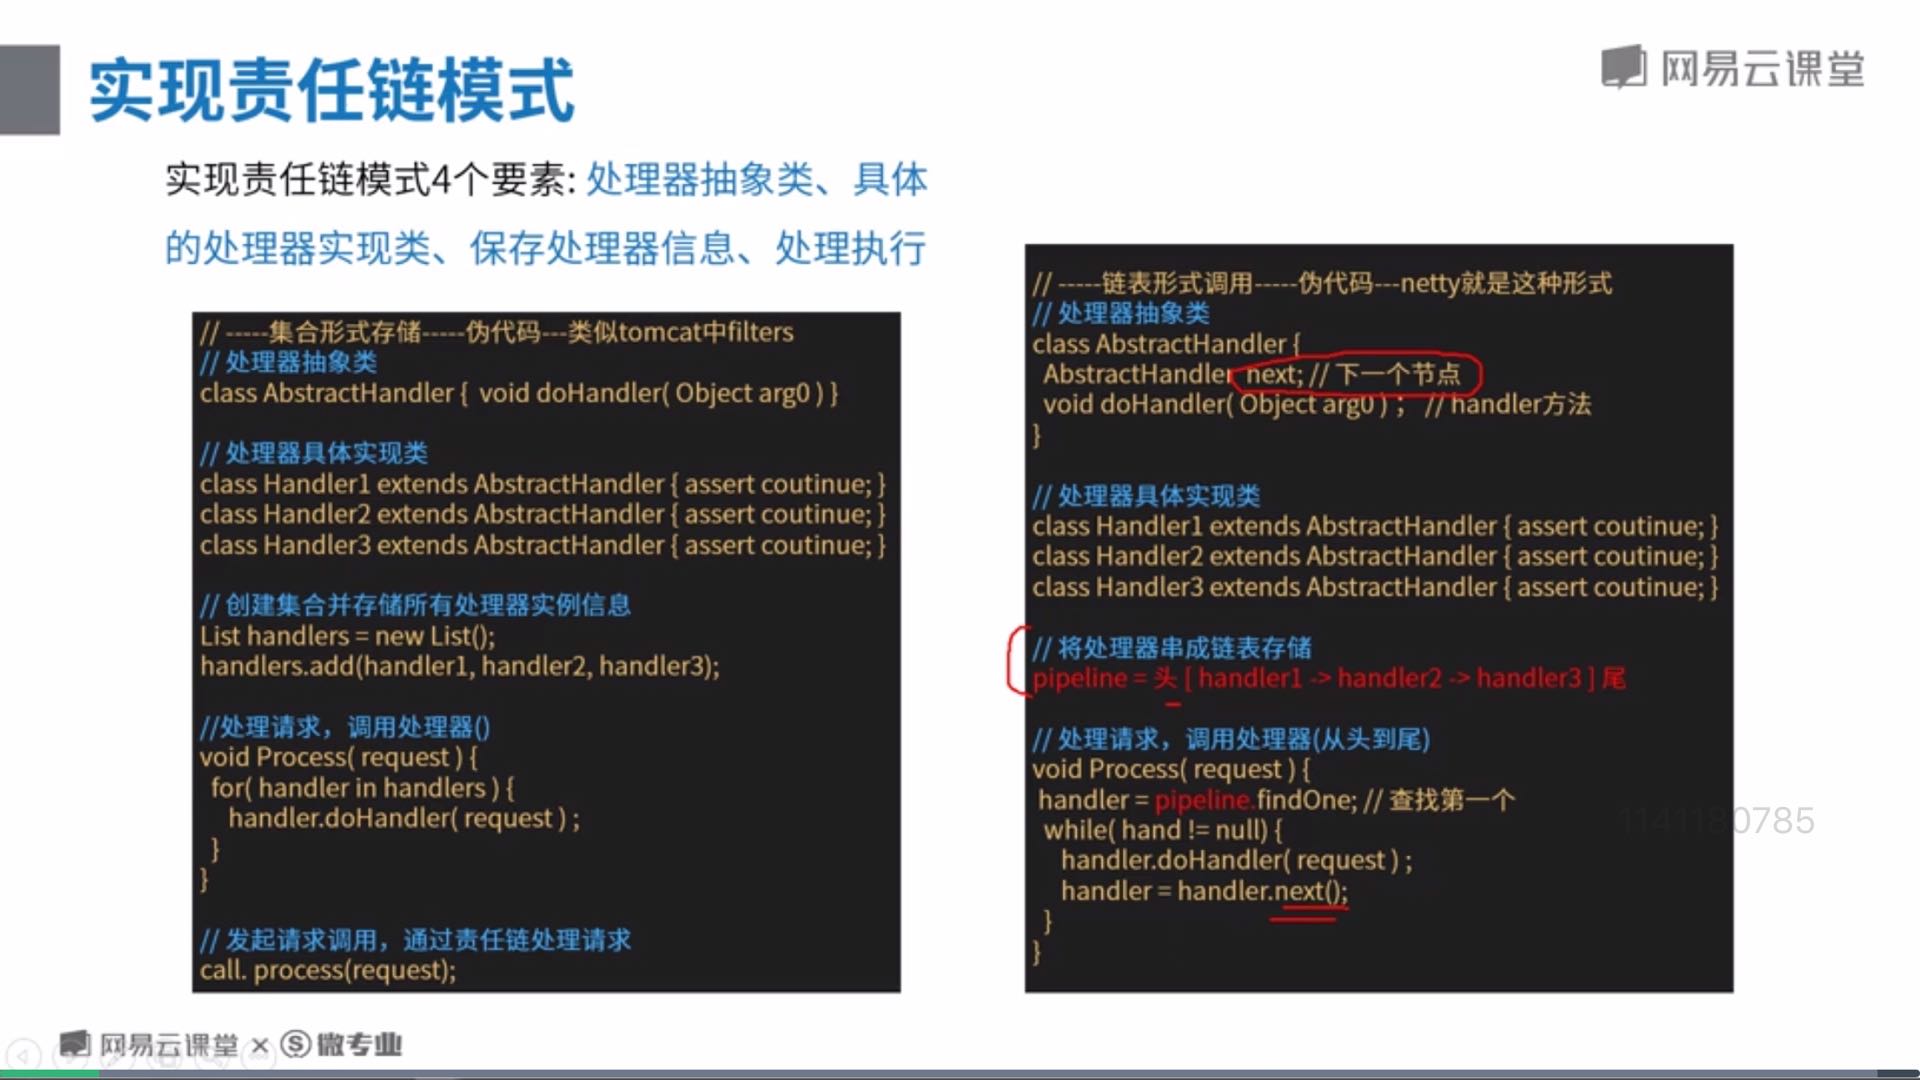 实现责任链模式
网易云课堂
实现责任链模式4个要素: 处理器抽象类、具体
的处理器实现类、保存处理器信息、处理执行
// -----集合形式存储-----伪代码---类似tomcat中filters
// 处理器抽象类
class AbstractHandler {  void doHandler( Object arg0 ) }
// 处理器具体实现类
class Handler1 extends AbstractHandler { assert coutinue; }
class Handler2 extends AbstractHandler { assert coutinue; }
class Handler3 extends AbstractHandler { assert coutinue; }
// 创建集合并存储所有处理器实例信息
List handlers = new List();
handlers.add(handler1, handler2, handler3);
//处理请求，调用处理器()
void Process( request ) {
for( handler in handlers ) {
handler.doHandler( request ) ;
}
}
// 发起请求调用，通过责任链处理请求
call. process(request);
// -----链表形式调用-----伪代码---netty就是这种形式
// 处理器抽象类
class AbstractHandler {
AbstractHandler next; // 下一个节点
void doHandler( Object arg0 ) ;  // handler方法
}
// 处理器具体实现类
class Handler1 extends AbstractHandler { assert coutinue; }
class Handler2 extends AbstractHandler { assert coutinue; }
class Handler3 extends AbstractHandler { assert coutinue; }
// 将处理器串成链表存储
pipeline = 头 [ handler1 -> handler2 -> handler3 ] 尾
// 处理请求，调用处理器(从头到尾)
void Process( request ) {
handler = pipeline.findOne; // 查找第一个
while( hand != null) {
handler.doHandler( request ) ;
handler = handler.next();
}
}
1141180785
网易云课堂 × S 微专业